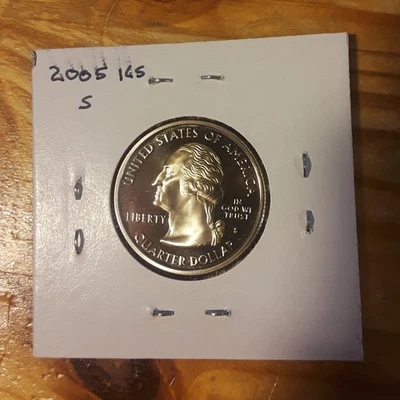 2005 KS
S
UNITED STATES OF AMERICA
LIBERTY
IN
GOD WE
TRUST
S
QUARTER DOLLAR